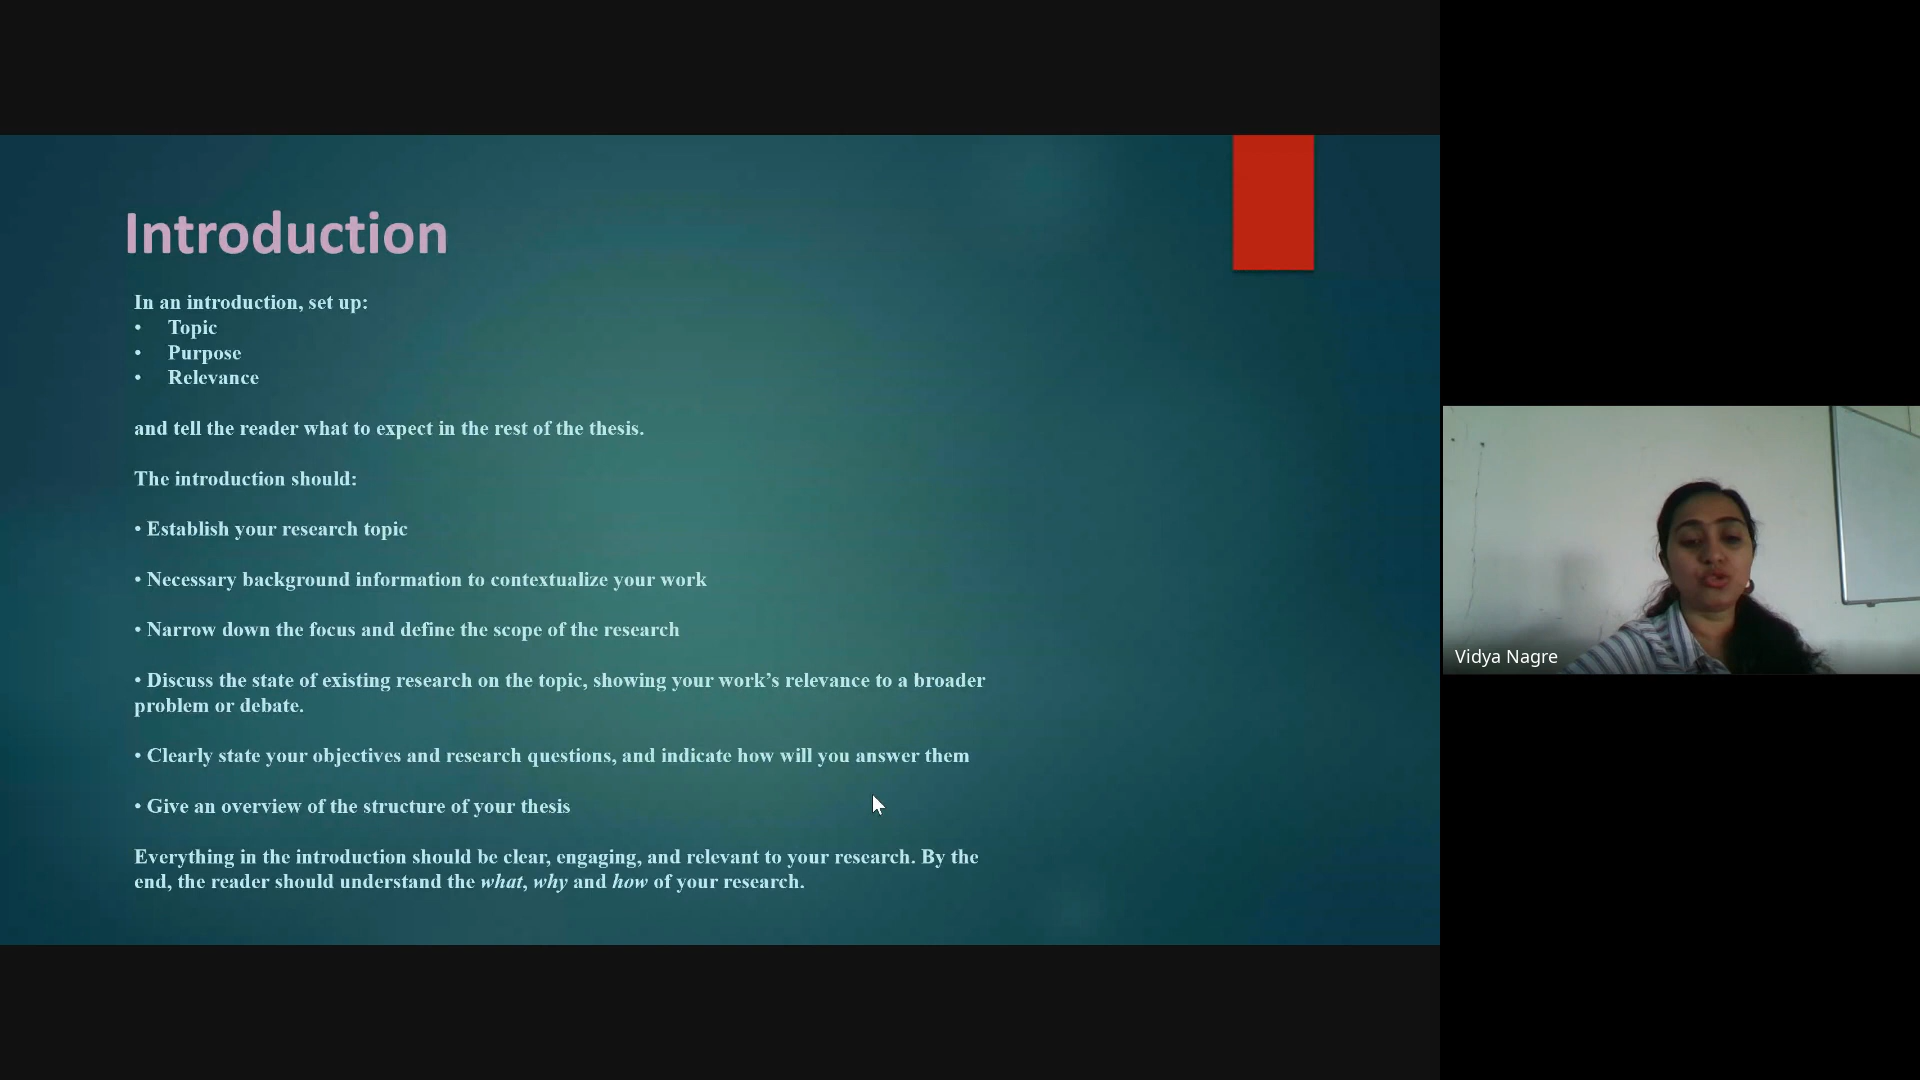 Introduction
In an introduction, set up:
• Topic
• Purpose
• Relevance
and tell the reader what to expect in the rest of the thesis.
The introduction should:
• Establish your research topic
• Necessary background information to contextualize your work
• Narrow down the focus and define the scope of the research
• Discuss the state of existing research on the topic, showing your work’s relevance to a broader
problem or debate.
• Clearly state your objectives and research questions, and indicate how will you answer them
• Give an overview of the structure of your thesis
Everything in the introduction should be clear, engaging, and relevant to your research. By the
end, the reader should understand the what, why and how of your research.
Vidya Nagre